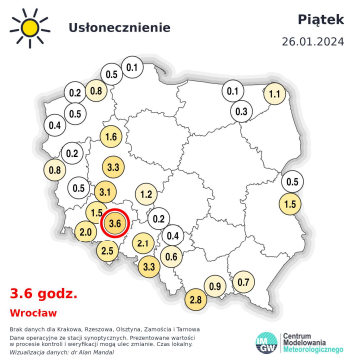 Usłonecznienie
Piątek
26.01.2024
0.5
0.1
0.2
0.8
0.1
1.1
0.5
0.3
0.4
1.6
0.2
0.8
3.3
0.5
3.1
1.2
0.5
1.5
1.5
3.6
0.2
2.0
0.4
2.5
2.1
0.6
3.3
0.9
0.7
2.8
3.6 godz.
Wrocław
Brak danych dla Krakowa, Rzeszowa, Olsztyna, Zamościa i Tarnowa
Dane operacyjne ze stacji synoptycznych. Prezentowane wartości
w procesie kontroli i weryfikacji mogą ulec zmianie. Czas lokalny.
Wizualizacja danych: dr Alan Mandal
IM
GW
Centrum
Modelowania
Meteorologicznego